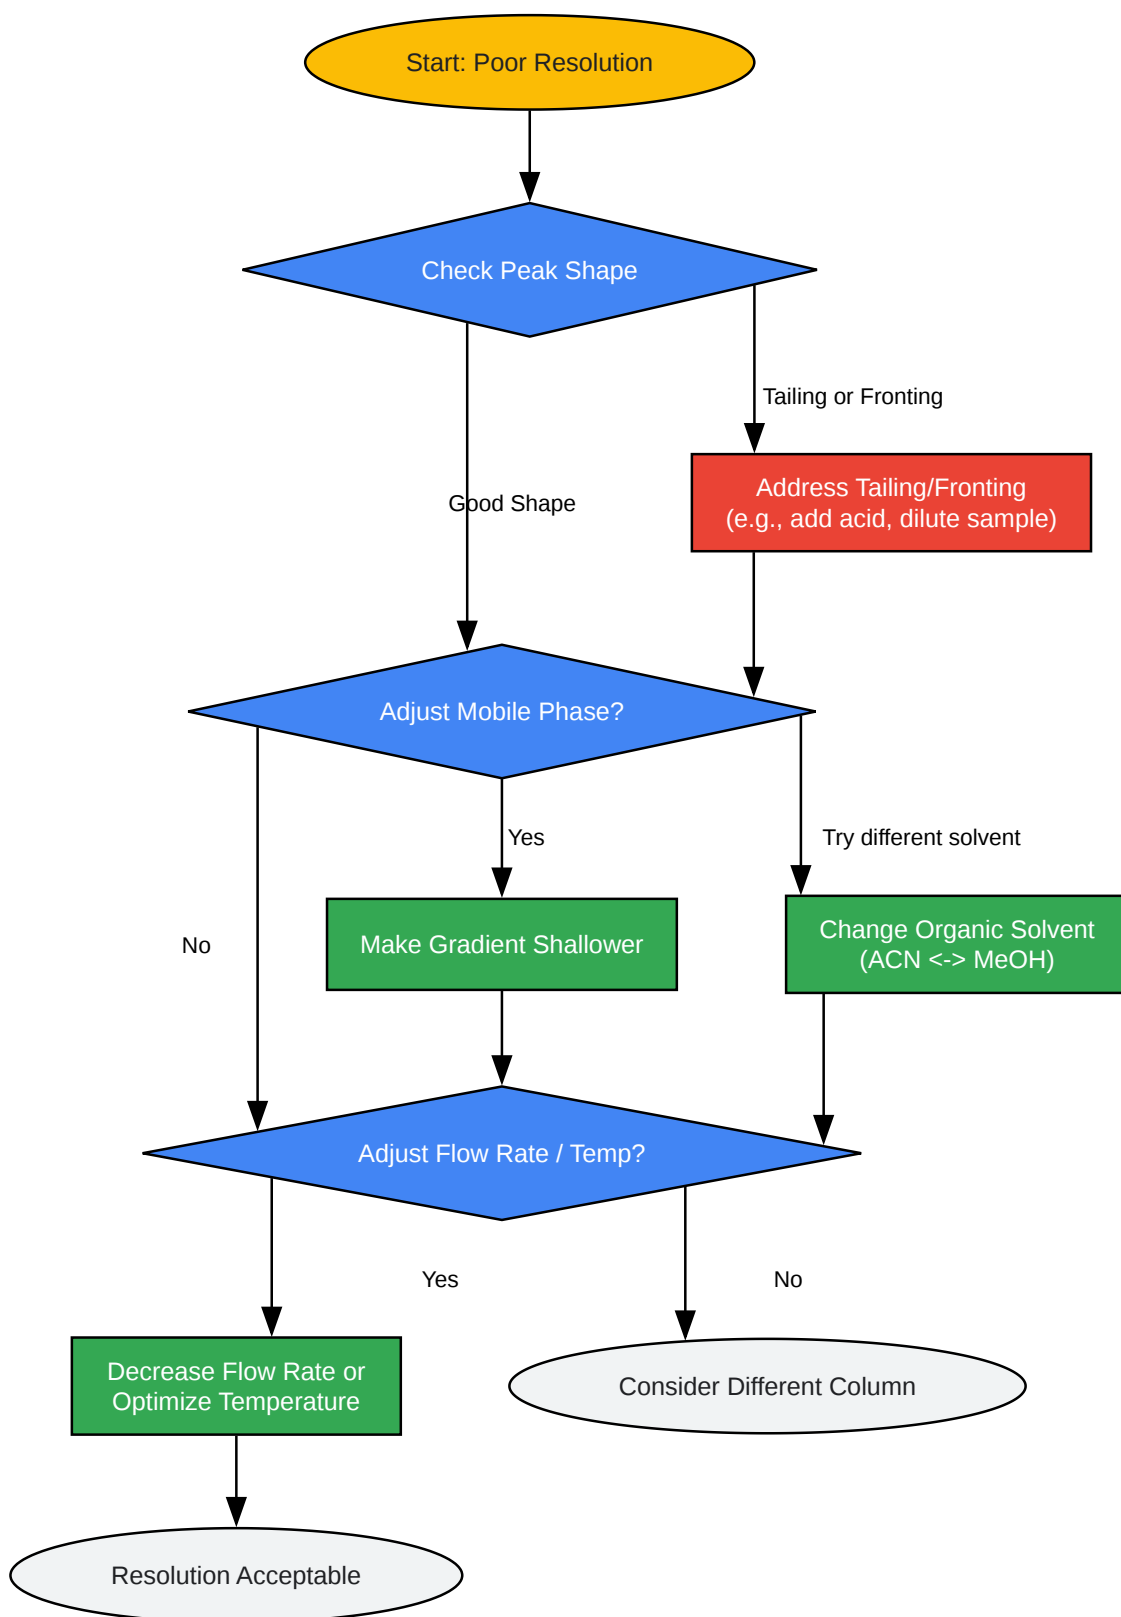 Start: Poor Resolution
Check Peak Shape
Tailing or Fronting
Address Tailing/Fronting
(e.g., add acid, dilute sample)
Good Shape
Adjust Mobile Phase?
Yes
Try different solvent
No
Make Gradient Shallower
Change Organic Solvent
(ACN <-> MeOH)
Adjust Flow Rate / Temp?
Yes
No
Decrease Flow Rate or
Optimize Temperature
Consider Different Column
Resolution Acceptable